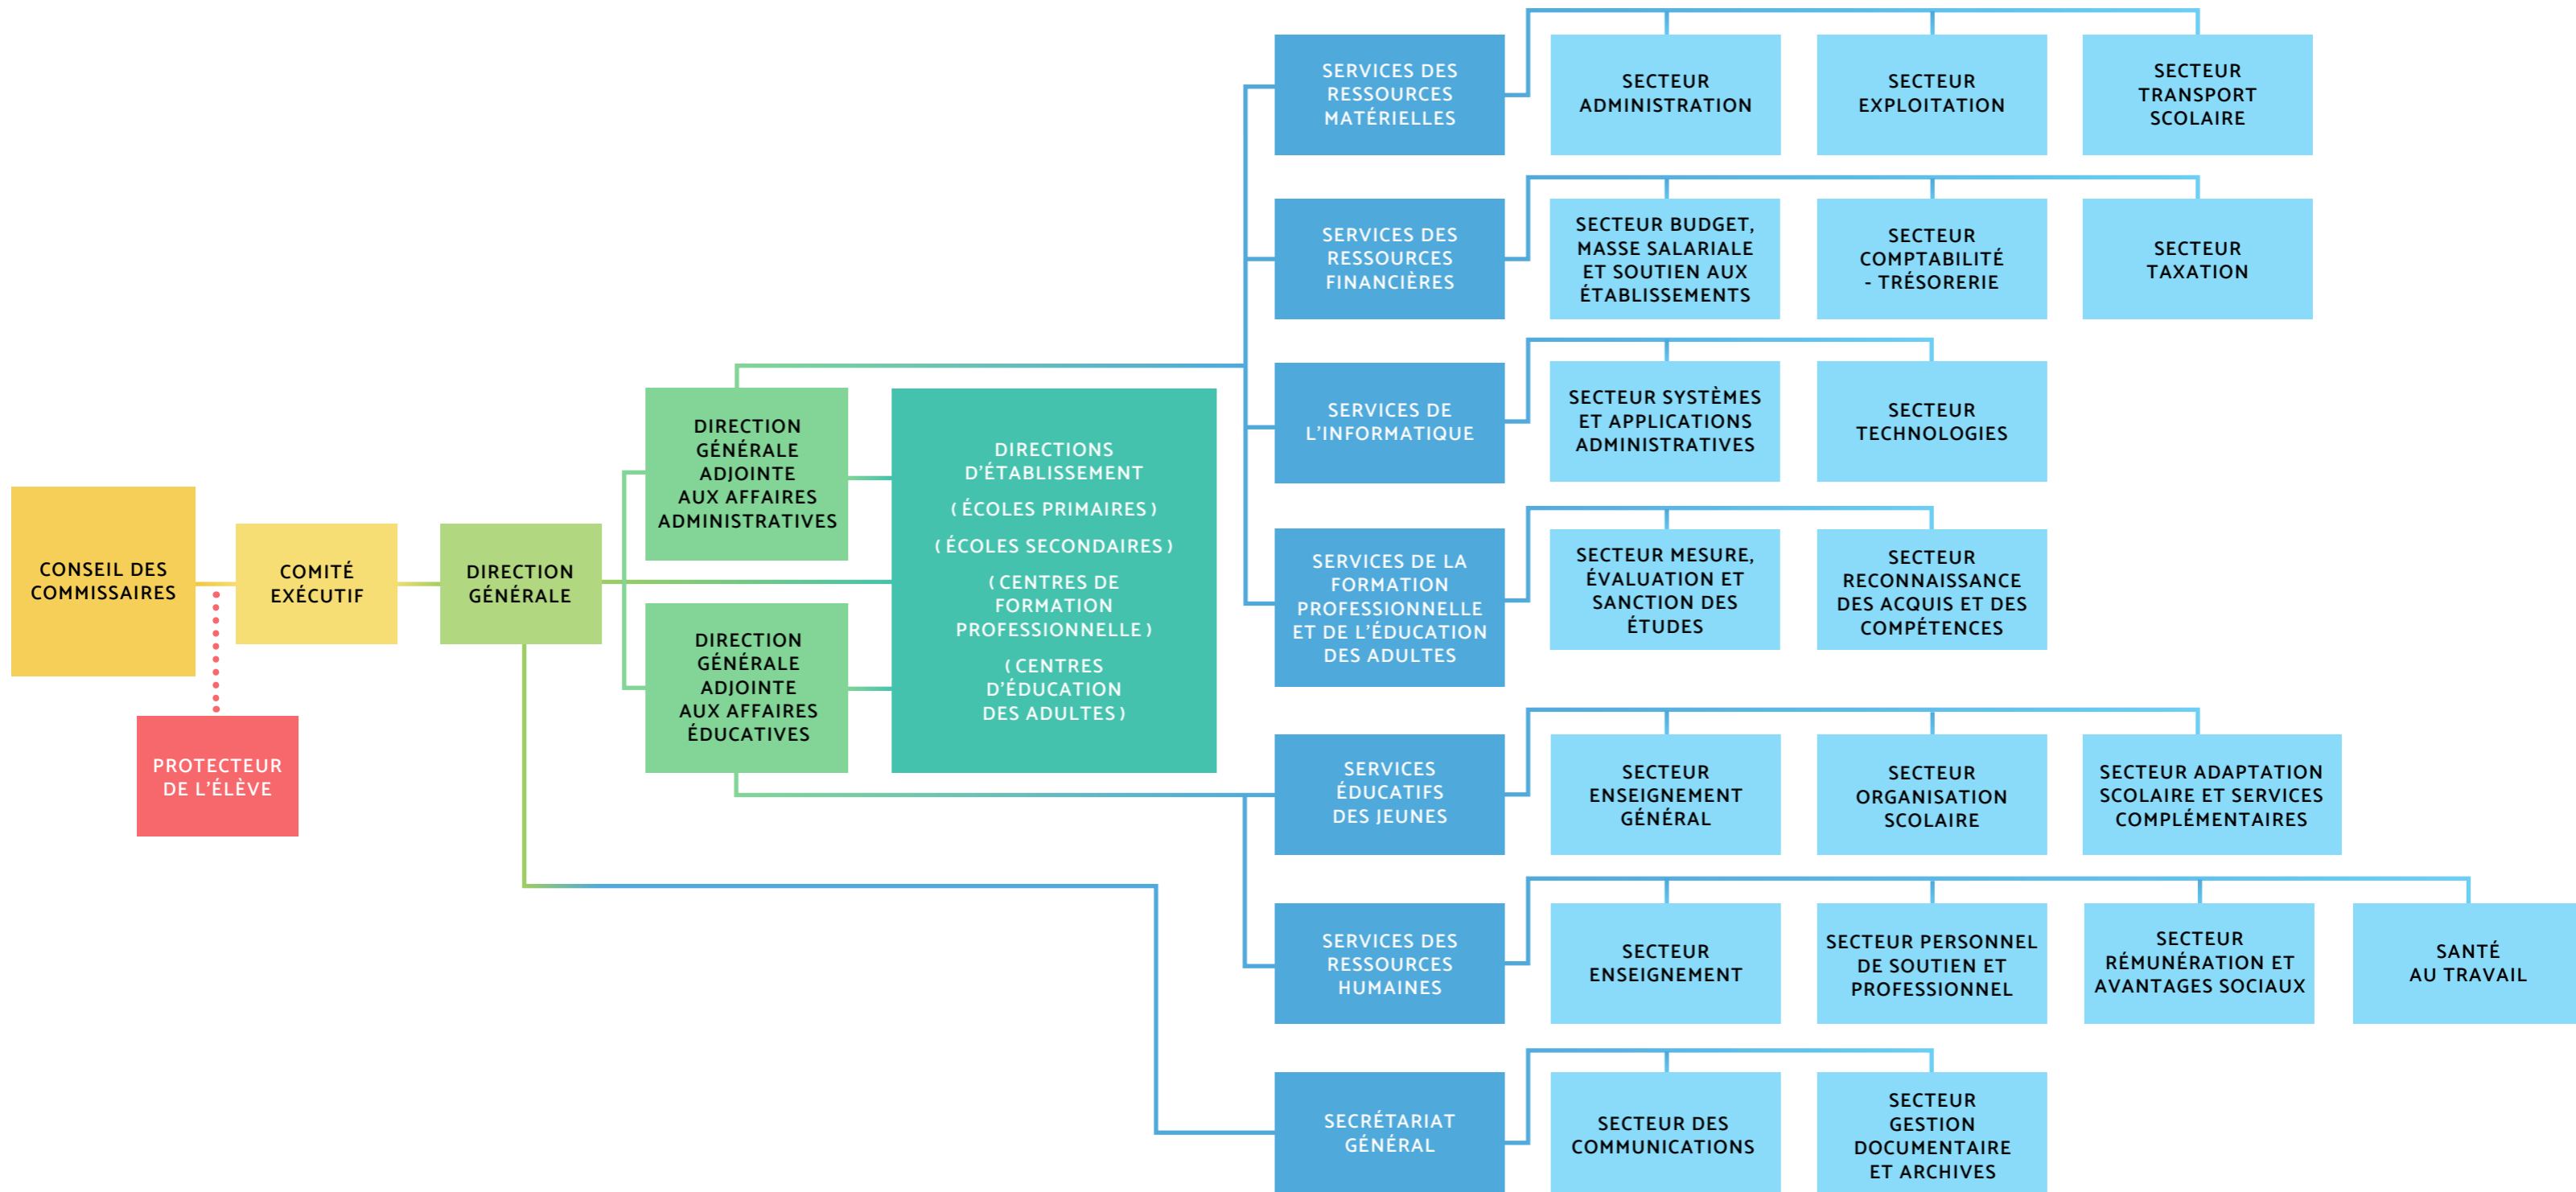 CONSEIL DES
COMMISSAIRES
PROTECTEUR
DE L'ÉLÈVE
COMITÉ
EXÉCUTIF
DIRECTION
GÉNÉRALE
DIRECTION
GÉNÉRALE
ADJOINTE
AUX AFFAIRES
ADMINISTRATIVES
DIRECTION
GÉNÉRALE
ADJOINTE
AUX AFFAIRES
ÉDUCATIVES
DIRECTIONS
D'ÉTABLISSEMENT
( ÉCOLES PRIMAIRES )
( ÉCOLES SECONDAIRES )
( CENTRES DE
FORMATION
PROFESSIONNELLE )
( CENTRES
D'ÉDUCATION
DES ADULTES )
SERVICES DES
RESSOURCES
MATÉRIELLES
SECTEUR
ADMINISTRATION
SECTEUR
EXPLOITATION
SECTEUR
TRANSPORT
SCOLAIRE
SERVICES DES
RESSOURCES
FINANCIÈRES
SECTEUR BUDGET,
MASSE SALARIALE
ET SOUTIEN AUX
ÉTABLISSEMENTS
SECTEUR
COMPTABILITÉ
- TRÉSORERIE
SECTEUR
TAXATION
SERVICES DE
L'INFORMATIQUE
SECTEUR SYSTÈMES
ET APPLICATIONS
ADMINISTRATIVES
SECTEUR
TECHNOLOGIES
SERVICES DE LA
FORMATION
PROFESSIONNELLE
ET DE L'ÉDUCATION
DES ADULTES
SECTEUR MESURE,
ÉVALUATION ET
SANCTION DES
ÉTUDES
SECTEUR
RECONNAISSANCE
DES ACQUIS ET DES
COMPÉTENCES
SERVICES
ÉDUCATIFS
DES JEUNES
SECTEUR
ENSEIGNEMENT
GÉNÉRAL
SECTEUR
ORGANISATION
SCOLAIRE
SECTEUR ADAPTATION
SCOLAIRE ET SERVICES
COMPLÉMENTAIRES
SERVICES DES
RESSOURCES
HUMAINES
SECTEUR
ENSEIGNEMENT
SECTEUR PERSONNEL
DE SOUTIEN ET
PROFESSIONNEL
SECTEUR
RÉMUNÉRATION ET
AVANTAGES SOCIAUX
SANTÉ
AU TRAVAIL
SECRÉTARIAT
GÉNÉRAL
SECTEUR DES
COMMUNICATIONS
SECTEUR
GESTION
DOCUMENTAIRE
ET ARCHIVES